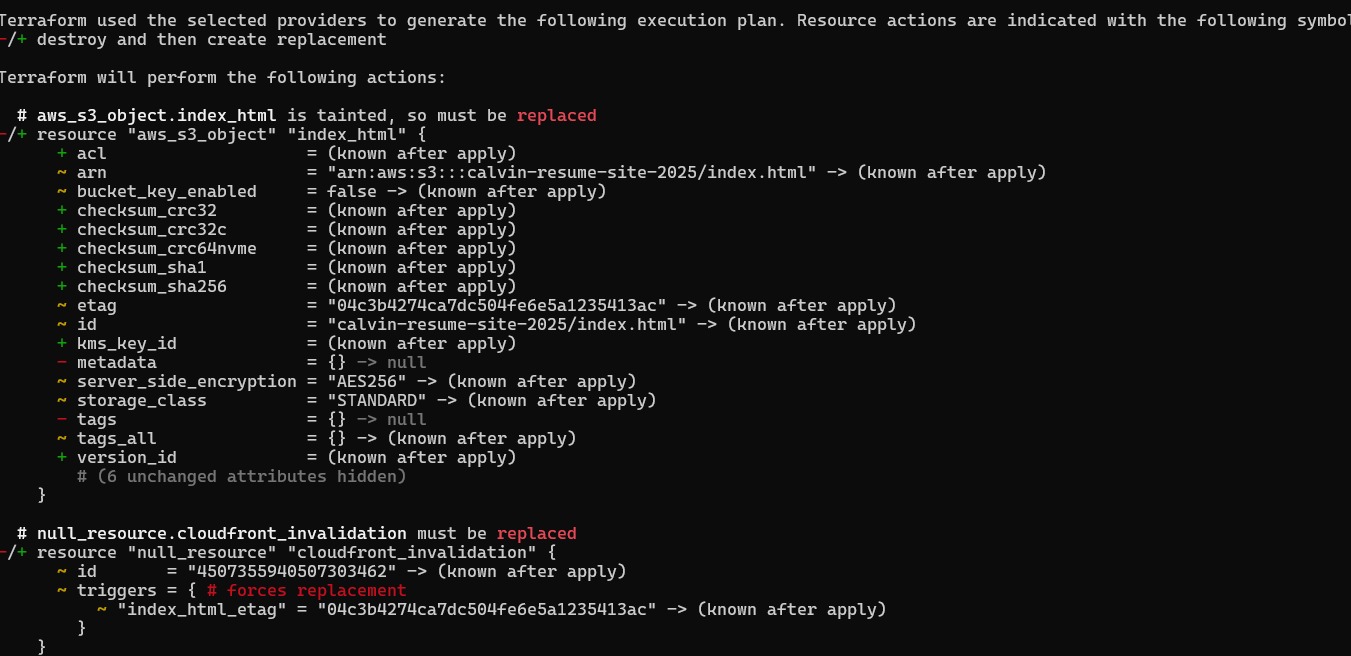 Terraform used the selected providers to generate the following execution plan. Resource actions are indicated with the following symbol
-/+ destroy and then create replacement
Terraform will perform the following actions:
# aws_s3_object.index_html is tainted, so must be replaced
-/+ resource "aws_s3_object" "index_html" {
+ acl = (known after apply)
~ arn = "arn:aws:s3:::calvin-resume-site-2025/index.html" -> (known after apply)
~ bucket_key_enabled = false -> (known after apply)
+ checksum_crc32 = (known after apply)
+ checksum_crc32c = (known after apply)
+ checksum_crc64nvme = (known after apply)
+ checksum_sha1 = (known after apply)
+ checksum_sha256 = (known after apply)
~ etag = "04c3b4274ca7dc504fe6e5a1235413ac" -> (known after apply)
~ id = "calvin-resume-site-2025/index.html" -> (known after apply)
+ kms_key_id = (known after apply)
- metadata = {} -> null
~ server_side_encryption = "AES256" -> (known after apply)
~ storage_class = "STANDARD" -> (known after apply)
- tags = {} -> null
~ tags_all = {} -> (known after apply)
+ version_id = (known after apply)
# (6 unchanged attributes hidden)
}
# null_resource.cloudfront_invalidation must be replaced
-/+ resource "null_resource" "cloudfront_invalidation" {
~ id = "4507355940507303462" -> (known after apply)
~ triggers = { # forces replacement
~ "index_html_etag" = "04c3b4274ca7dc504fe6e5a1235413ac" -> (known after apply)
}
}